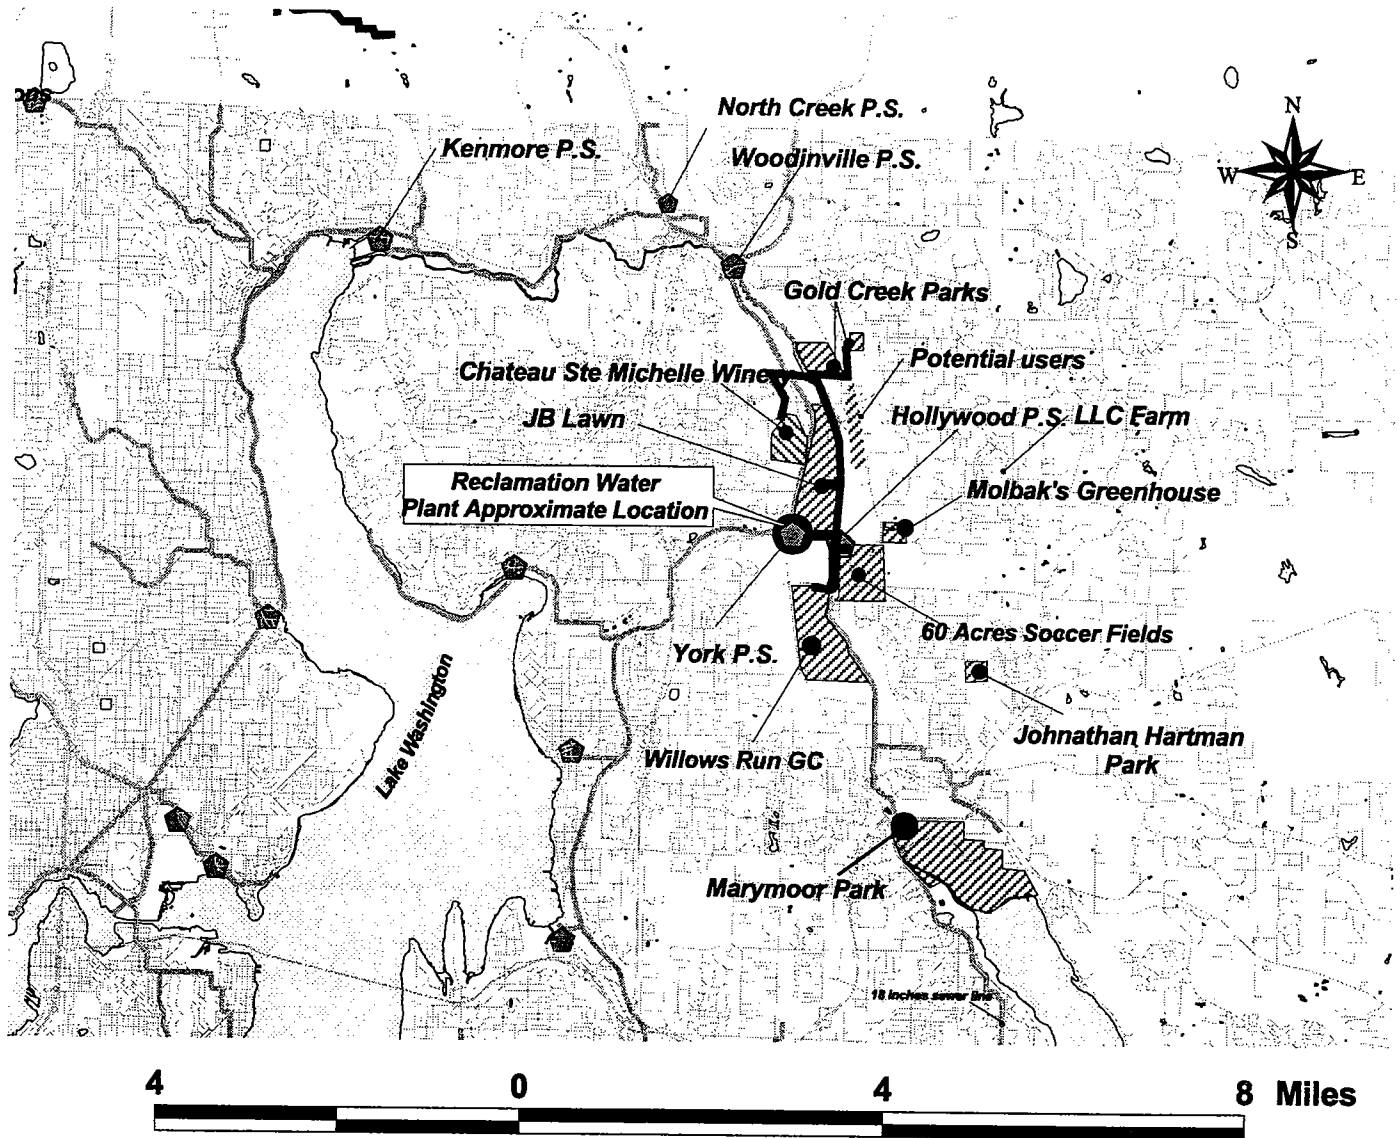 North Creek P.S.
N
Kenmore P.S.
Woodinville P.S.
W
E
S
Gold Creek Parks
Potential users
Chateau Ste Michelle Wine
JB Lawn
Hollywood P.S.
LLC Farm
Reclamation Water
Plant Approximate Location
Molbak's Greenhouse
60 Acres Soccer Fields
York P.S.
Lake Washington
Johnathan Hartman
Park
Willows Run GC
Marymoor Park
18 inches sewer line
4
0
4
8 Miles